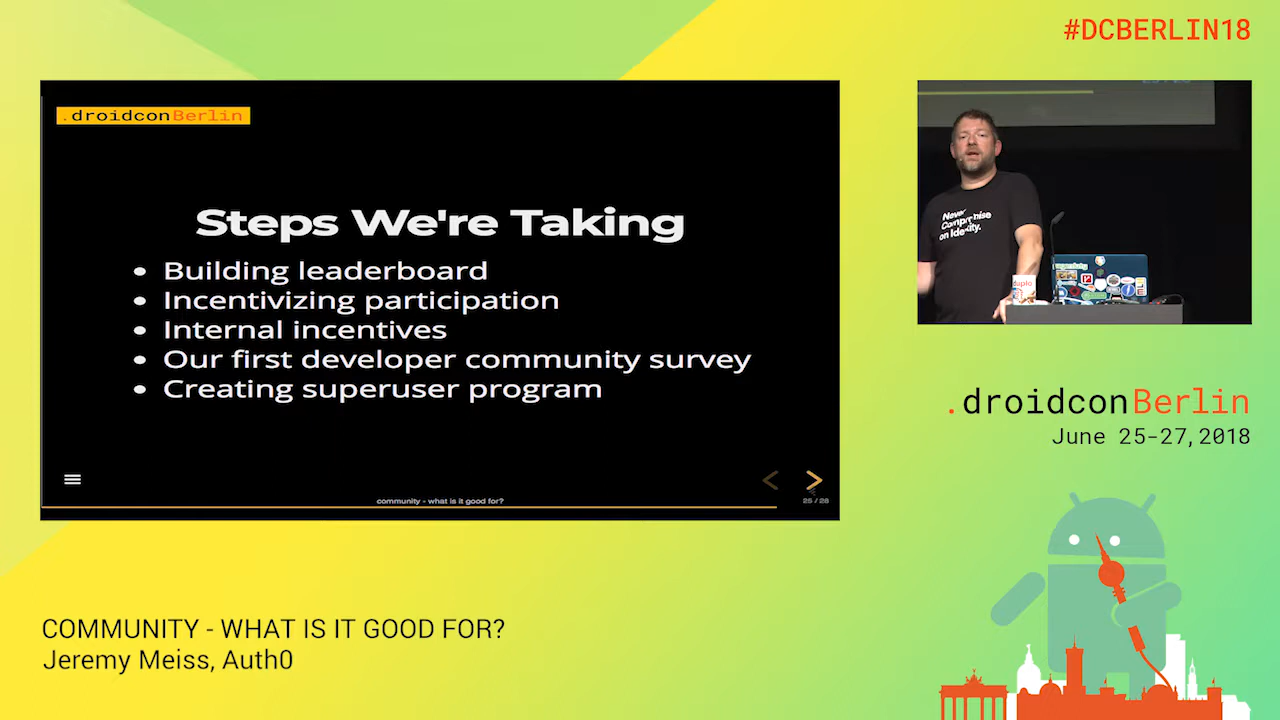 #DCBERLIN18
.droidconBerlin
Steps We're Taking
• Building leaderboard
• Incentivizing participation
• Internal incentives
• Our first developer community survey
• Creating superuser program
community - what is it good for?
25 / 28
Never
Compromise
on Identity.
duplo
.droidconBerlin
June 25-27,2018
COMMUNITY - WHAT IS IT GOOD FOR?
Jeremy Meiss, Auth0